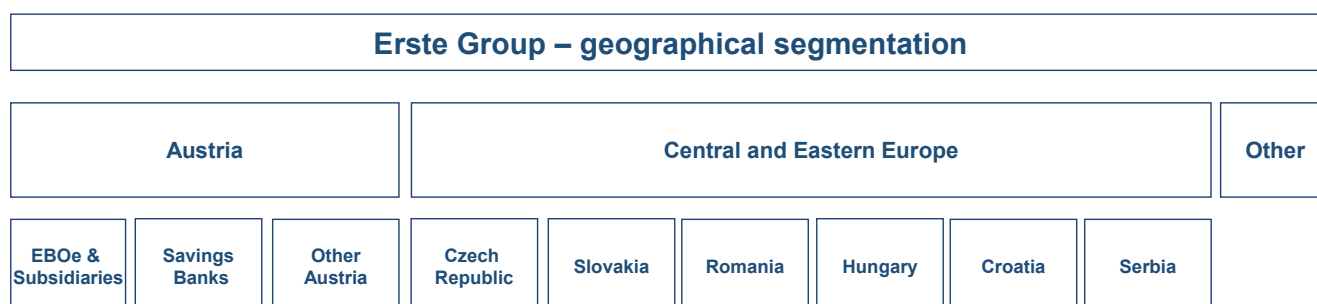 Erste Group – geographical segmentation
Austria
Central and Eastern Europe
Other
EBOe &
Subsidiaries
Savings
Banks
Other
Austria
Czech
Republic
Slovakia
Romania
Hungary
Croatia
Serbia